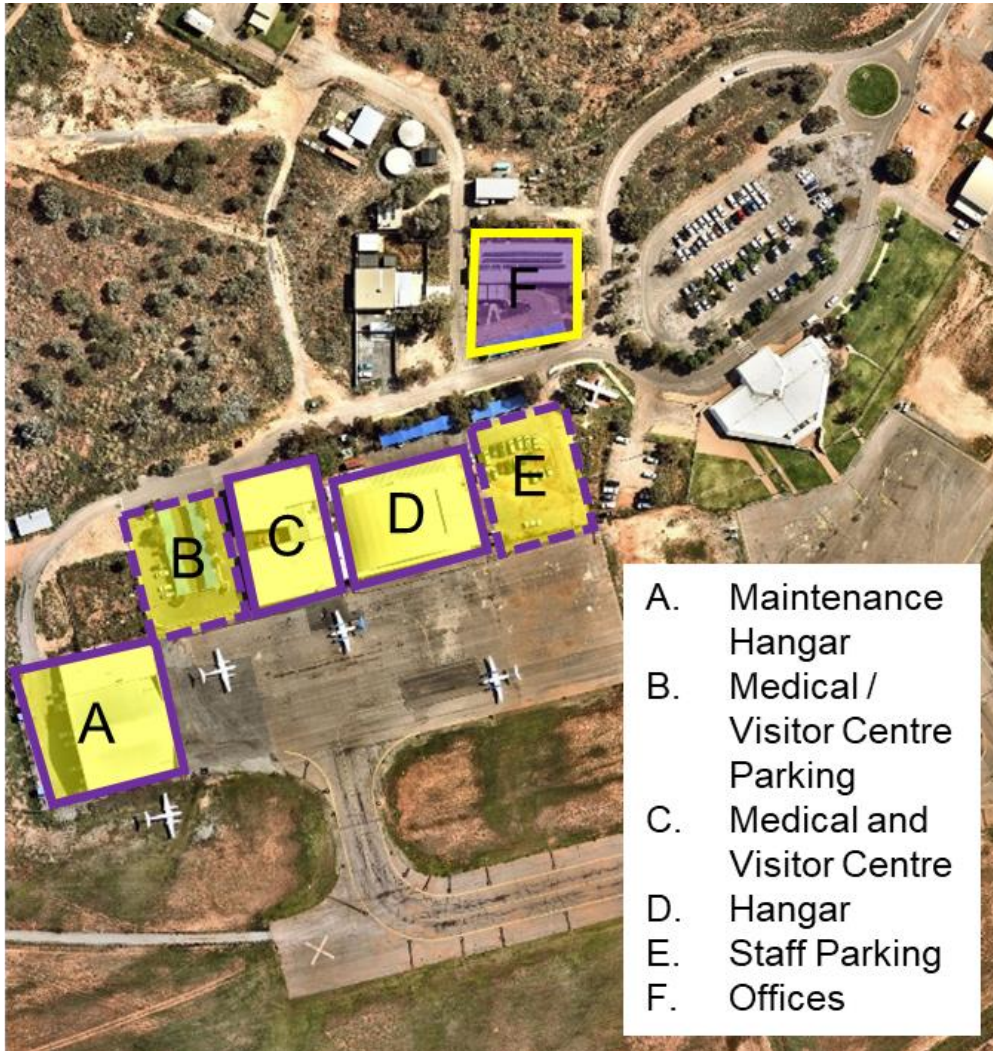 F
E
D
C
B
A
A. Maintenance
Hangar
B. Medical /
Visitor Centre
Parking
C. Medical and
Visitor Centre
D. Hangar
E. Staff Parking
F. Offices